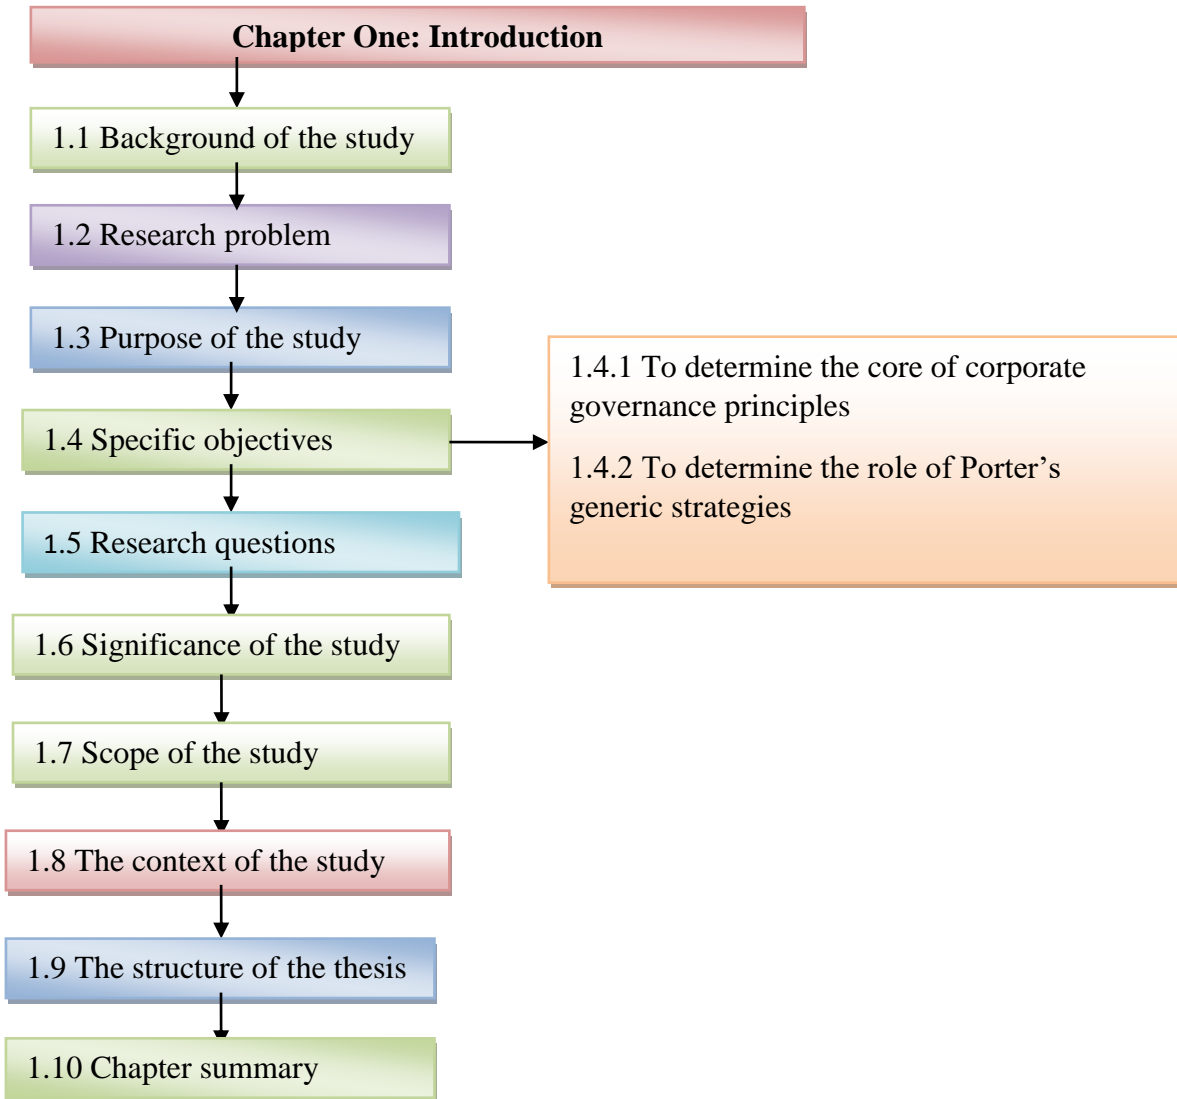 Chapter One: Introduction
1.1 Background of the study
1.2 Research problem
1.3 Purpose of the study
1.4 Specific objectives
1.4.1 To determine the core of corporate
governance principles
1.4.2 To determine the role of Porter’s
generic strategies
1.5 Research questions
1.6 Significance of the study
1.7 Scope of the study
1.8 The context of the study
1.9 The structure of the thesis
1.10 Chapter summary